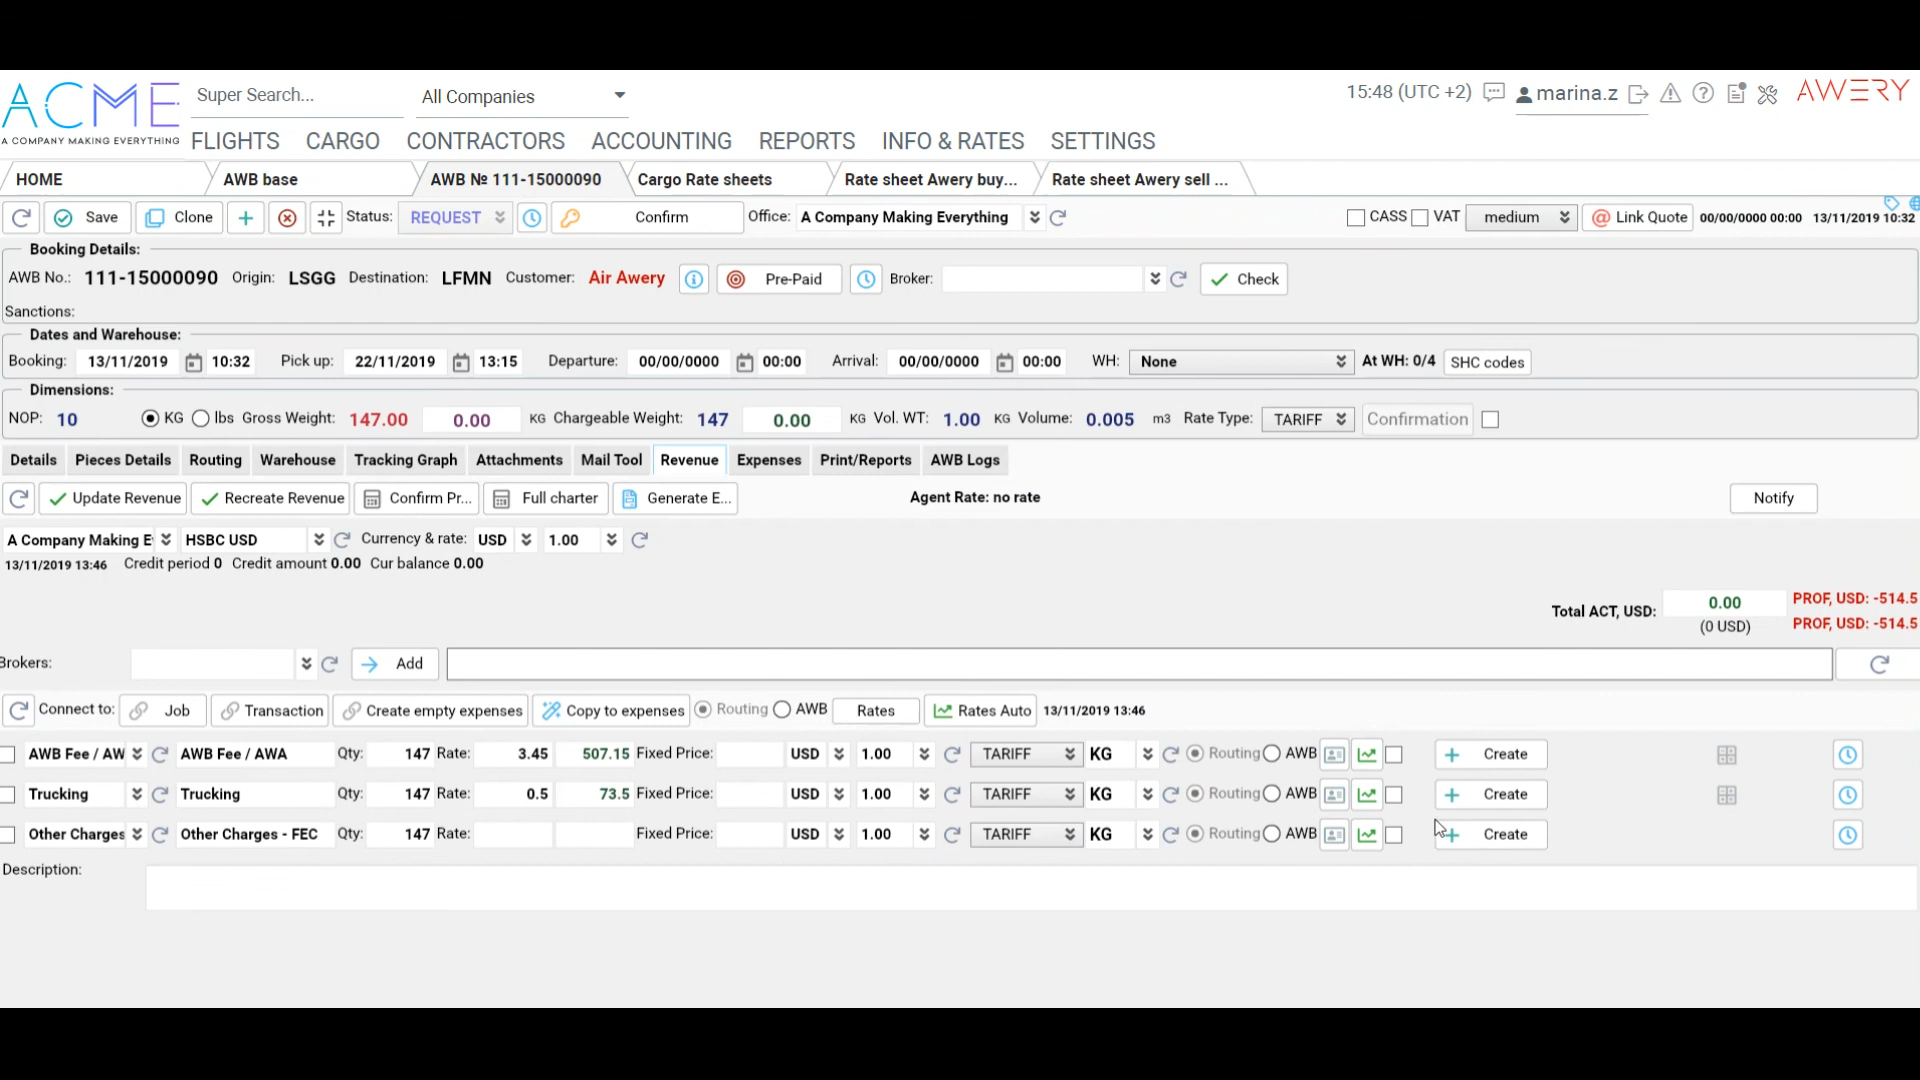 ACME Super Search... All Companies 15:48 (UTC +2) marina.z AWERY
A COMPANY MAKING EVERYTHING FLIGHTS CARGO CONTRACTORS ACCOUNTING REPORTS INFO & RATES SETTINGS
HOME AWB base AWB № 111-15000090 Cargo Rate sheets Rate sheet Awery buy... Rate sheet Awery sell ...
Save Clone Status: REQUEST Confirm Office: A Company Making Everything CASS VAT medium Link Quote 00/00/0000 00:00 13/11/2019 10:32
Booking Details:
AWB No.: 111-15000090 Origin: LSGG Destination: LFMN Customer: Air Awery Pre-Paid Broker: Check
Sanctions:
Dates and Warehouse:
Booking: 13/11/2019 10:32 Pick up: 22/11/2019 13:15 Departure: 00/00/0000 00:00 Arrival: 00/00/0000 00:00 WH: None At WH: 0/4 SHC codes
Dimensions:
NOP: 10 KG lbs Gross Weight: 147.00 0.00 KG Chargeable Weight: 147 0.00 KG Vol. WT: 1.00 KG Volume: 0.005 m3 Rate Type: TARIFF Confirmation
Details Pieces Details Routing Warehouse Tracking Graph Attachments Mail Tool Revenue Expenses Print/Reports AWB Logs
Update Revenue Recreate Revenue Confirm Pr... Full charter Generate E... Agent Rate: no rate Notify
A Company Making E HSBC USD Currency & rate: USD 1.00
13/11/2019 13:46 Credit period 0 Credit amount 0.00 Cur balance 0.00
Total ACT, USD: 0.00 PROF, USD: -514.5
(0 USD) PROF, USD: -514.5
Brokers: Add
Connect to: Job Transaction Create empty expenses Copy to expenses Routing AWB Rates Rates Auto 13/11/2019 13:46
AWB Fee / AW AWB Fee / AWA Qty: 147 Rate: 3.45 507.15 Fixed Price: USD 1.00 TARIFF KG Routing AWB Create
Trucking Trucking Qty: 147 Rate: 0.5 73.5 Fixed Price: USD 1.00 TARIFF KG Routing AWB Create
Other Charges Other Charges - FEC Qty: 147 Rate: Fixed Price: USD 1.00 TARIFF KG Routing AWB Create
Description: